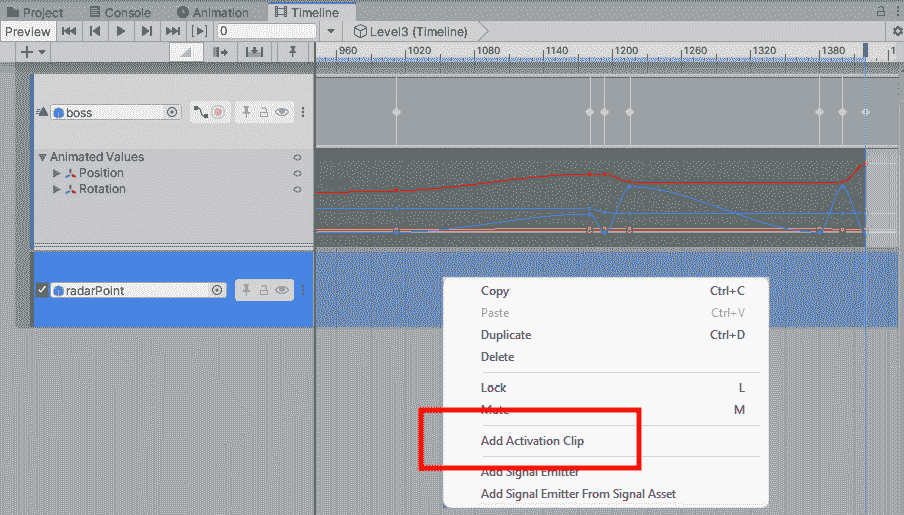 Project Console Animation Timeline
Preview [▶] 0 Level3 (Timeline)
960 1020 1080 1140 1200 1260 1320 1380
boss
Animated Values
Position
Rotation
radarPoint
Copy Ctrl+C
Paste Ctrl+V
Duplicate Ctrl+D
Delete
Lock L
Mute M
Add Activation Clip
Add Signal Emitter
Add Signal Emitter From Signal Asset